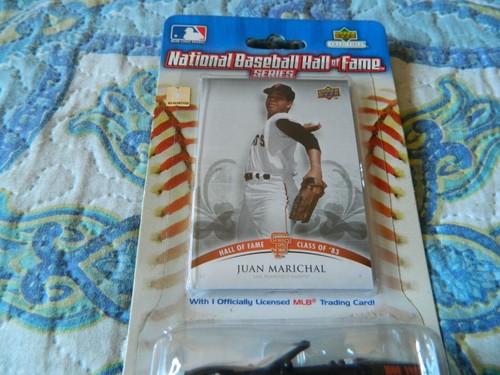 National Baseball Hall of Fame
SERIES
HALL OF FAME
CLASS OF '83
JUAN MARICHAL
With 1 Officially Licensed MLB® Trading Card!